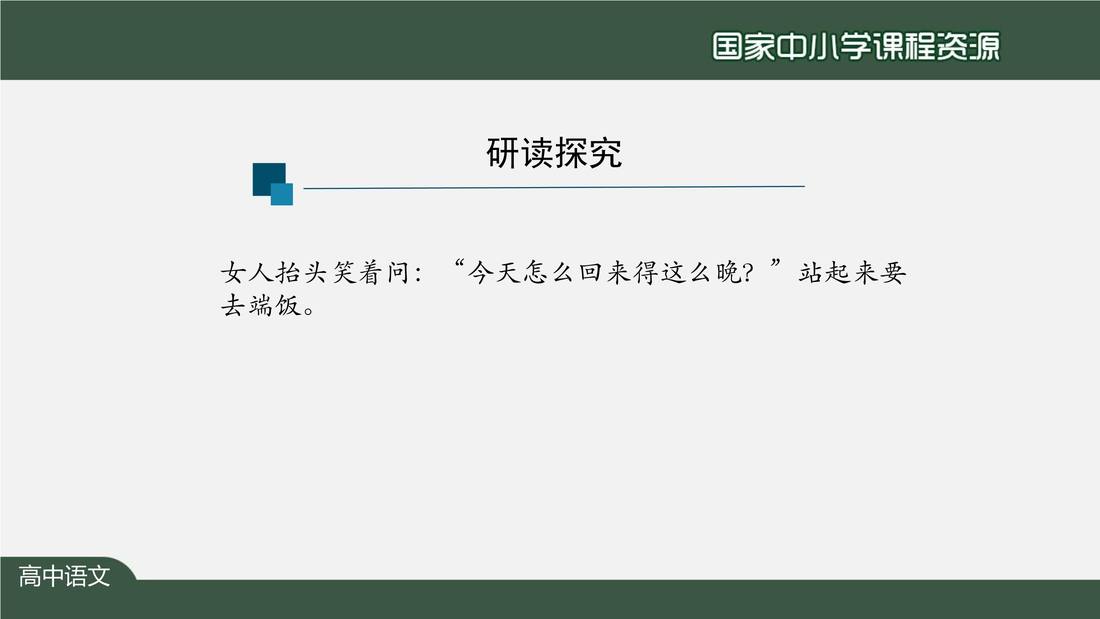 国家中小学课程资源
研读探究
女人抬头笑着问：“今天怎么回来得这么晚？”站起来要
去端饭。
高中语文